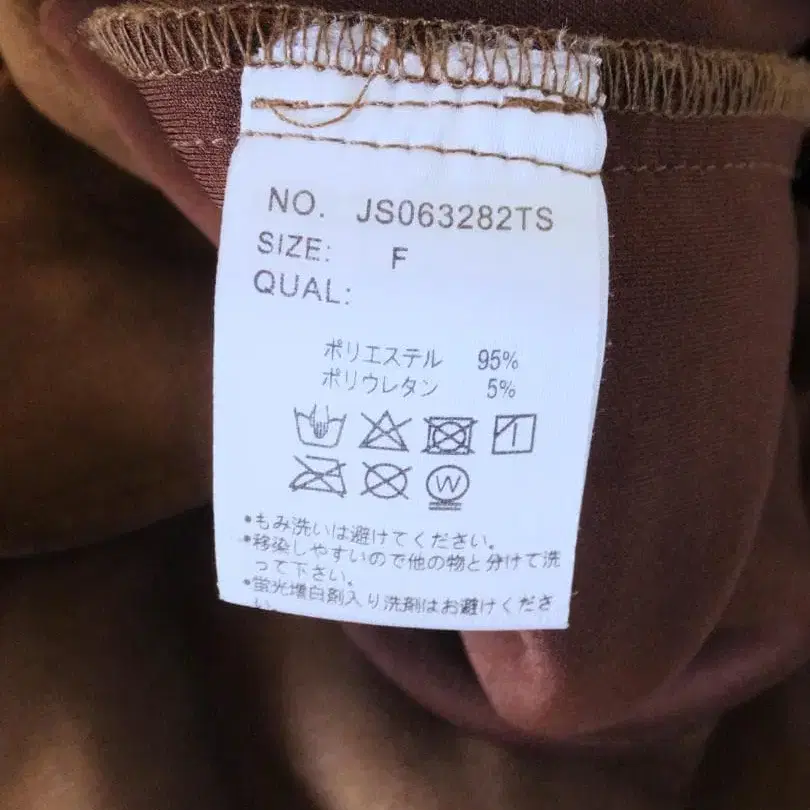 NO. JS063282TS
SIZE: F
QUAL:
ポリエステル 95%
ポリウレタン 5%
W
•もみ洗いは避けてください。
•移染しやすいので他の物と分けて洗
って下さい。
•蛍光増白剤入り洗剤はお避けくださ
い。